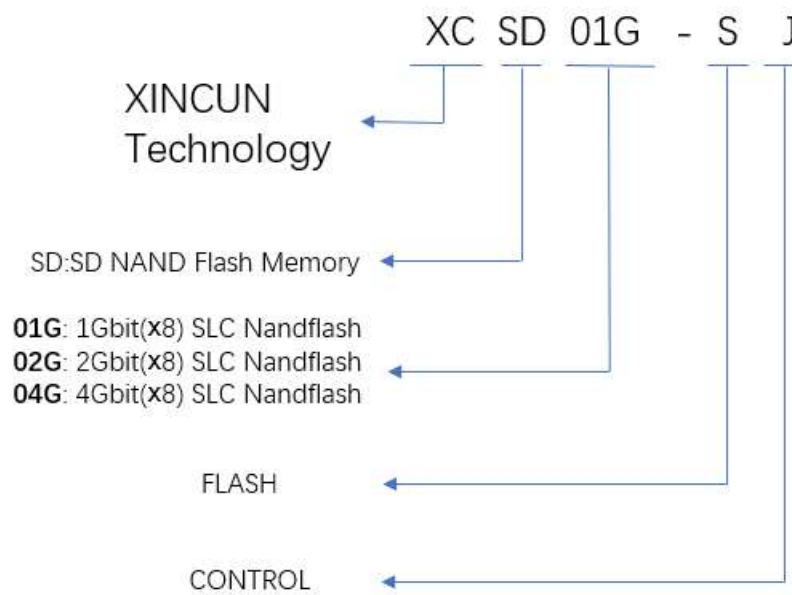 XC SD 01G - S J
XINCUN
Technology
SD:SD NAND Flash Memory
01G: 1Gbit(x8) SLC Nandflash
02G: 2Gbit(x8) SLC Nandflash
04G: 4Gbit(x8) SLC Nandflash
FLASH
CONTROL